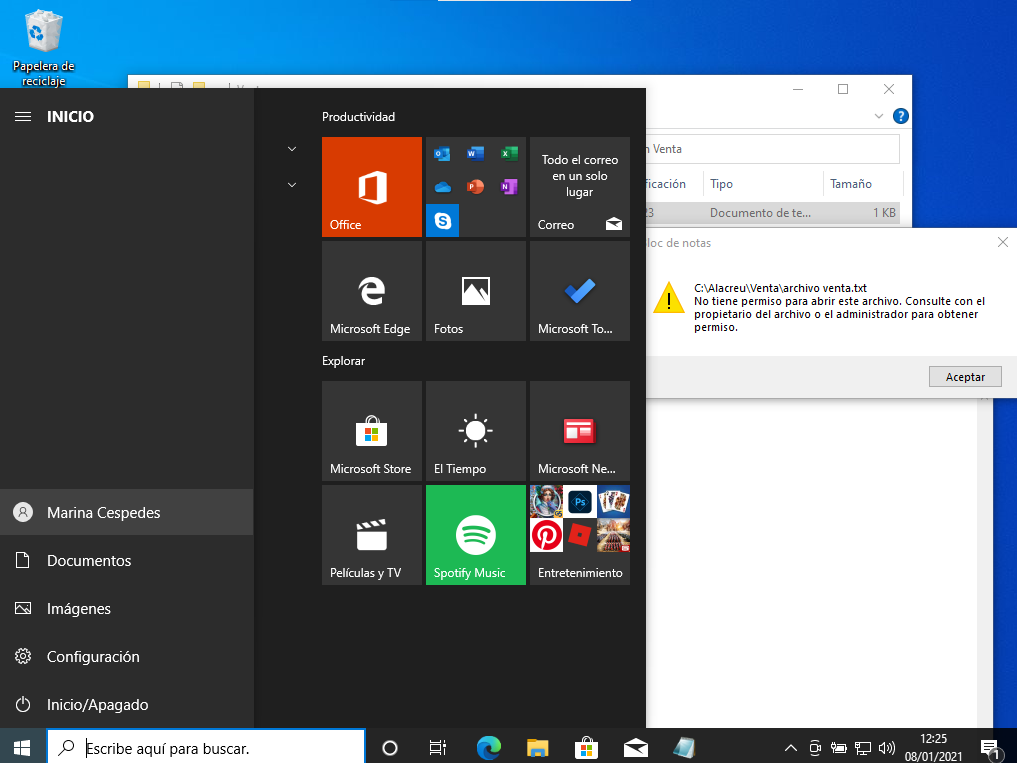 Papelera de
reciclaje
INICIO
Marina Cespedes
Documentos
Imágenes
Configuración
Inicio/Apagado
Productividad
Office
Todo el correo
en un solo
lugar
Correo
Microsoft Edge
Fotos
Microsoft To...
Explorar
Microsoft Store
El Tiempo
Microsoft Ne...
Películas y TV
Spotify Music
Ps
Entretenimiento
n Venta
ficación
Tipo
Tamaño
23
Documento de te...
1 KB
loc de notas
C:\Alacreu\Venta\archivo venta.txt
No tiene permiso para abrir este archivo. Consulte con el
propietario del archivo o el administrador para obtener
permiso.
Aceptar
Escribe aquí para buscar.
12:25
08/01/2021
1